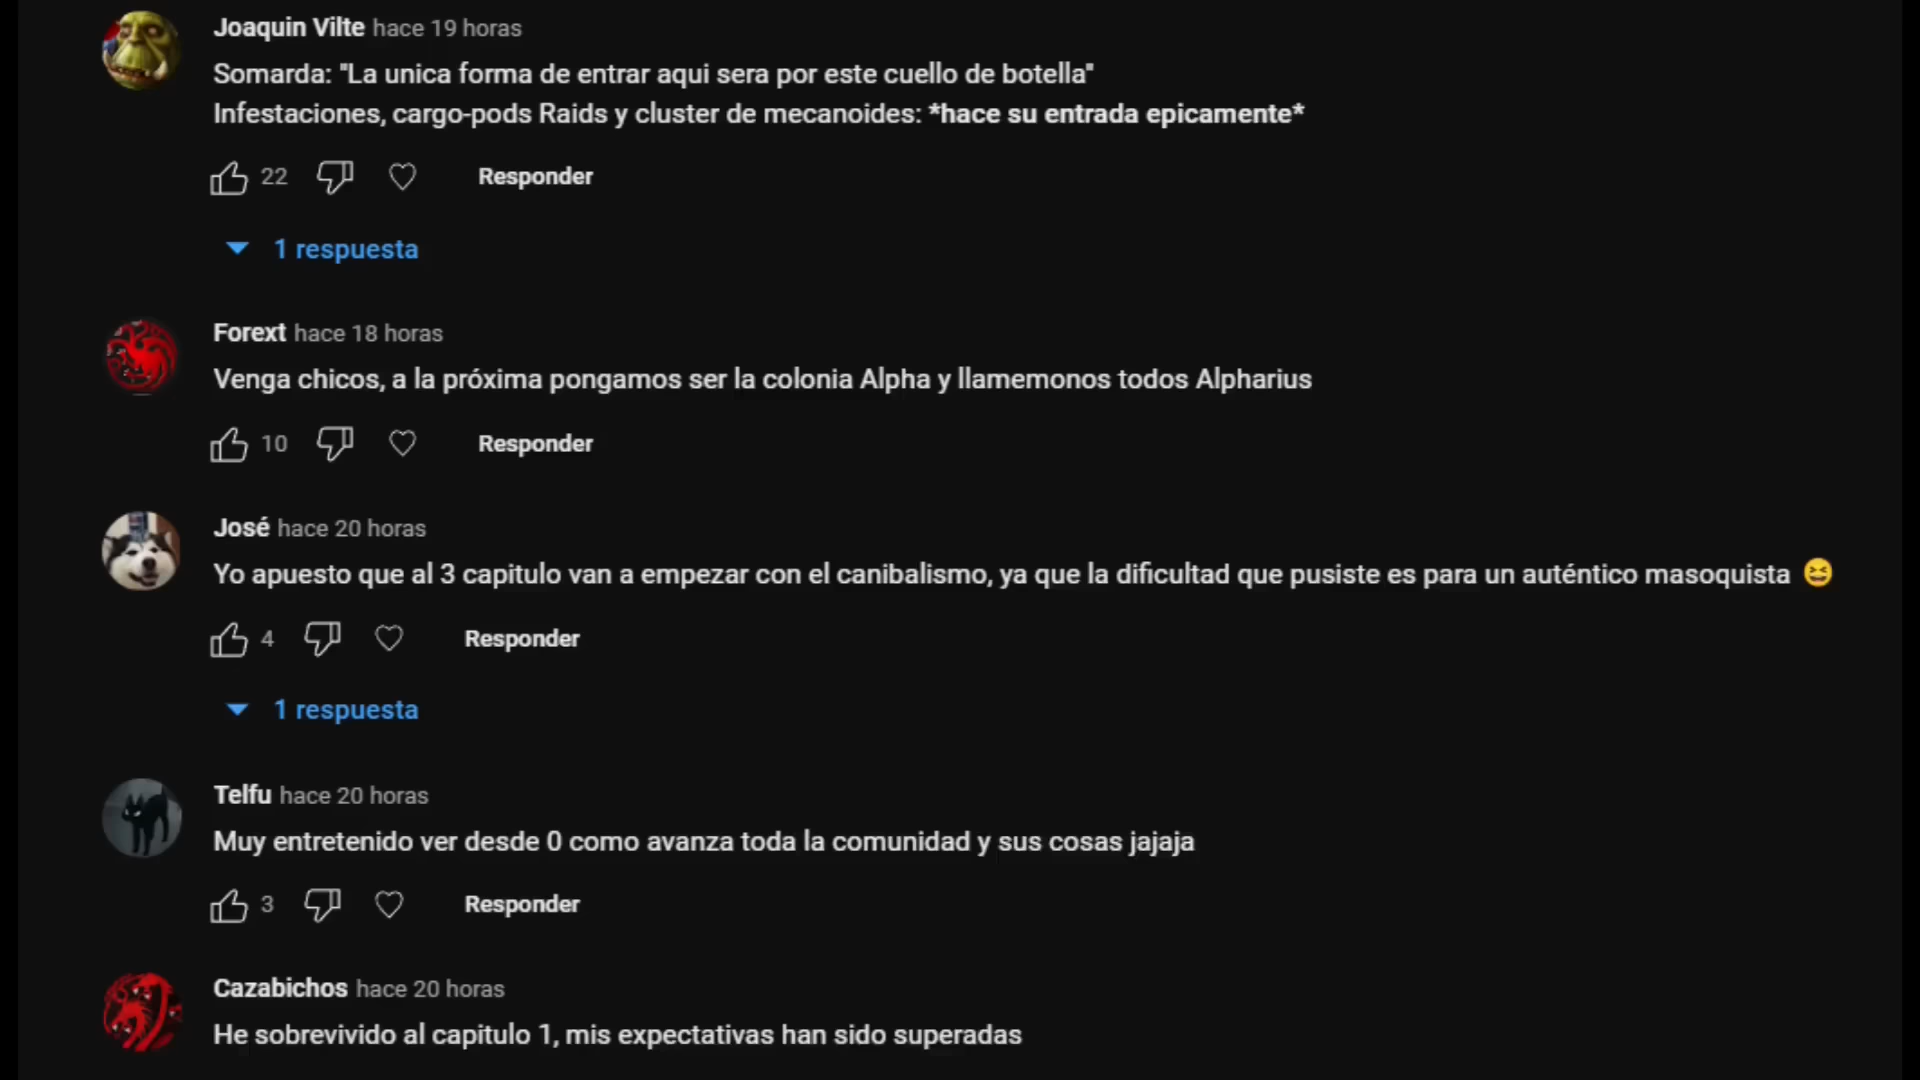 Joaquin Vilte hace 19 horas
Somarda: "La unica forma de entrar aqui sera por este cuello de botella"
Infestaciones, cargo-pods Raids y cluster de mecanoides: *hace su entrada epicamente*
22 Responder
1 respuesta
Forext hace 18 horas
Venga chicos, a la próxima pongamos ser la colonia Alpha y llamemonos todos Alpharius
10 Responder
José hace 20 horas
Yo apuesto que al 3 capitulo van a empezar con el canibalismo, ya que la dificultad que pusiste es para un auténtico masoquista 😆
4 Responder
1 respuesta
Telfu hace 20 horas
Muy entretenido ver desde 0 como avanza toda la comunidad y sus cosas jajaja
3 Responder
Cazabichos hace 20 horas
He sobrevivido al capitulo 1, mis expectativas han sido superadas